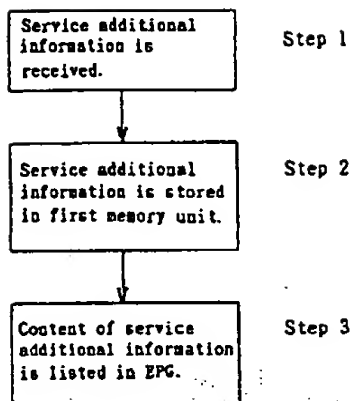 Service additional
information is
received.
Step 1
Service additional
information is stored
in first memory unit.
Step 2
Content of service
additional information
is listed in EPG.
Step 3